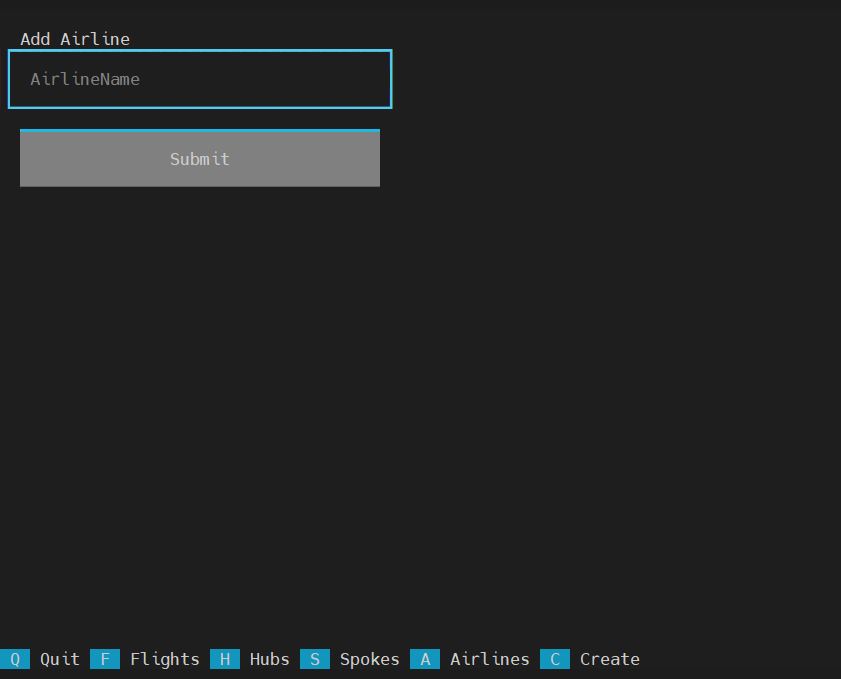 Add Airline
AirlineName
Submit
Q Quit F Flights H Hubs S Spokes A Airlines C Create